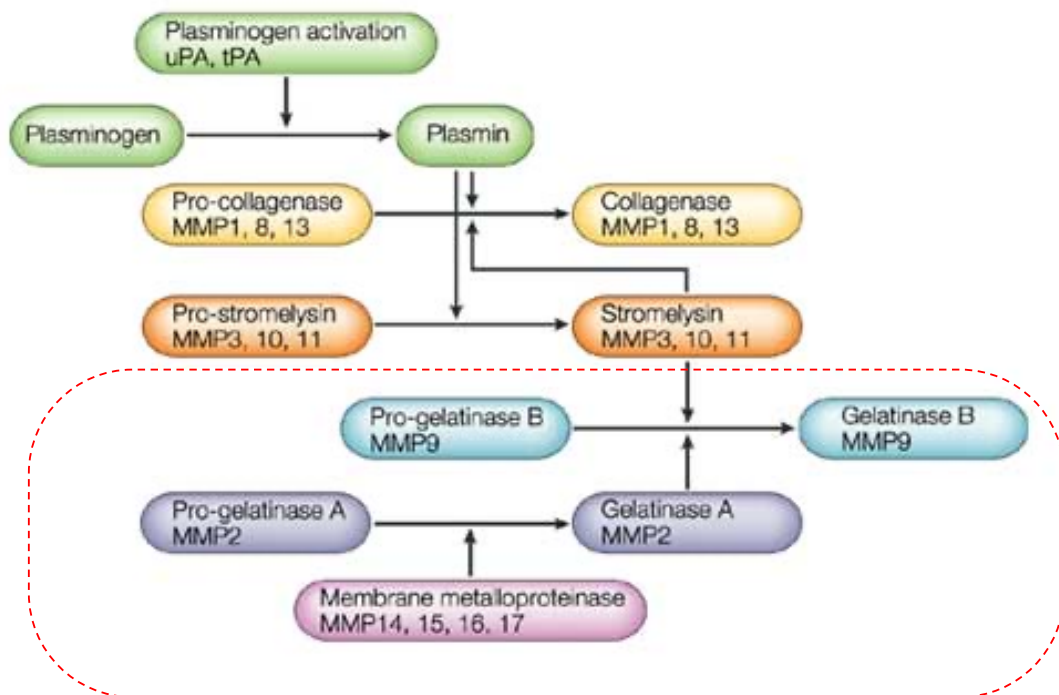 Plasminogen activation
uPA, tPA
Plasminogen
Plasmin
Pro-collagenase
MMP1, 8, 13
Collagenase
MMP1, 8, 13
Pro-stromelysin
MMP3, 10, 11
Stromelysin
MMP3, 10, 11
Pro-gelatinase B
MMP9
Gelatinase B
MMP9
Pro-gelatinase A
MMP2
Gelatinase A
MMP2
Membrane metalloproteinase
MMP14, 15, 16, 17